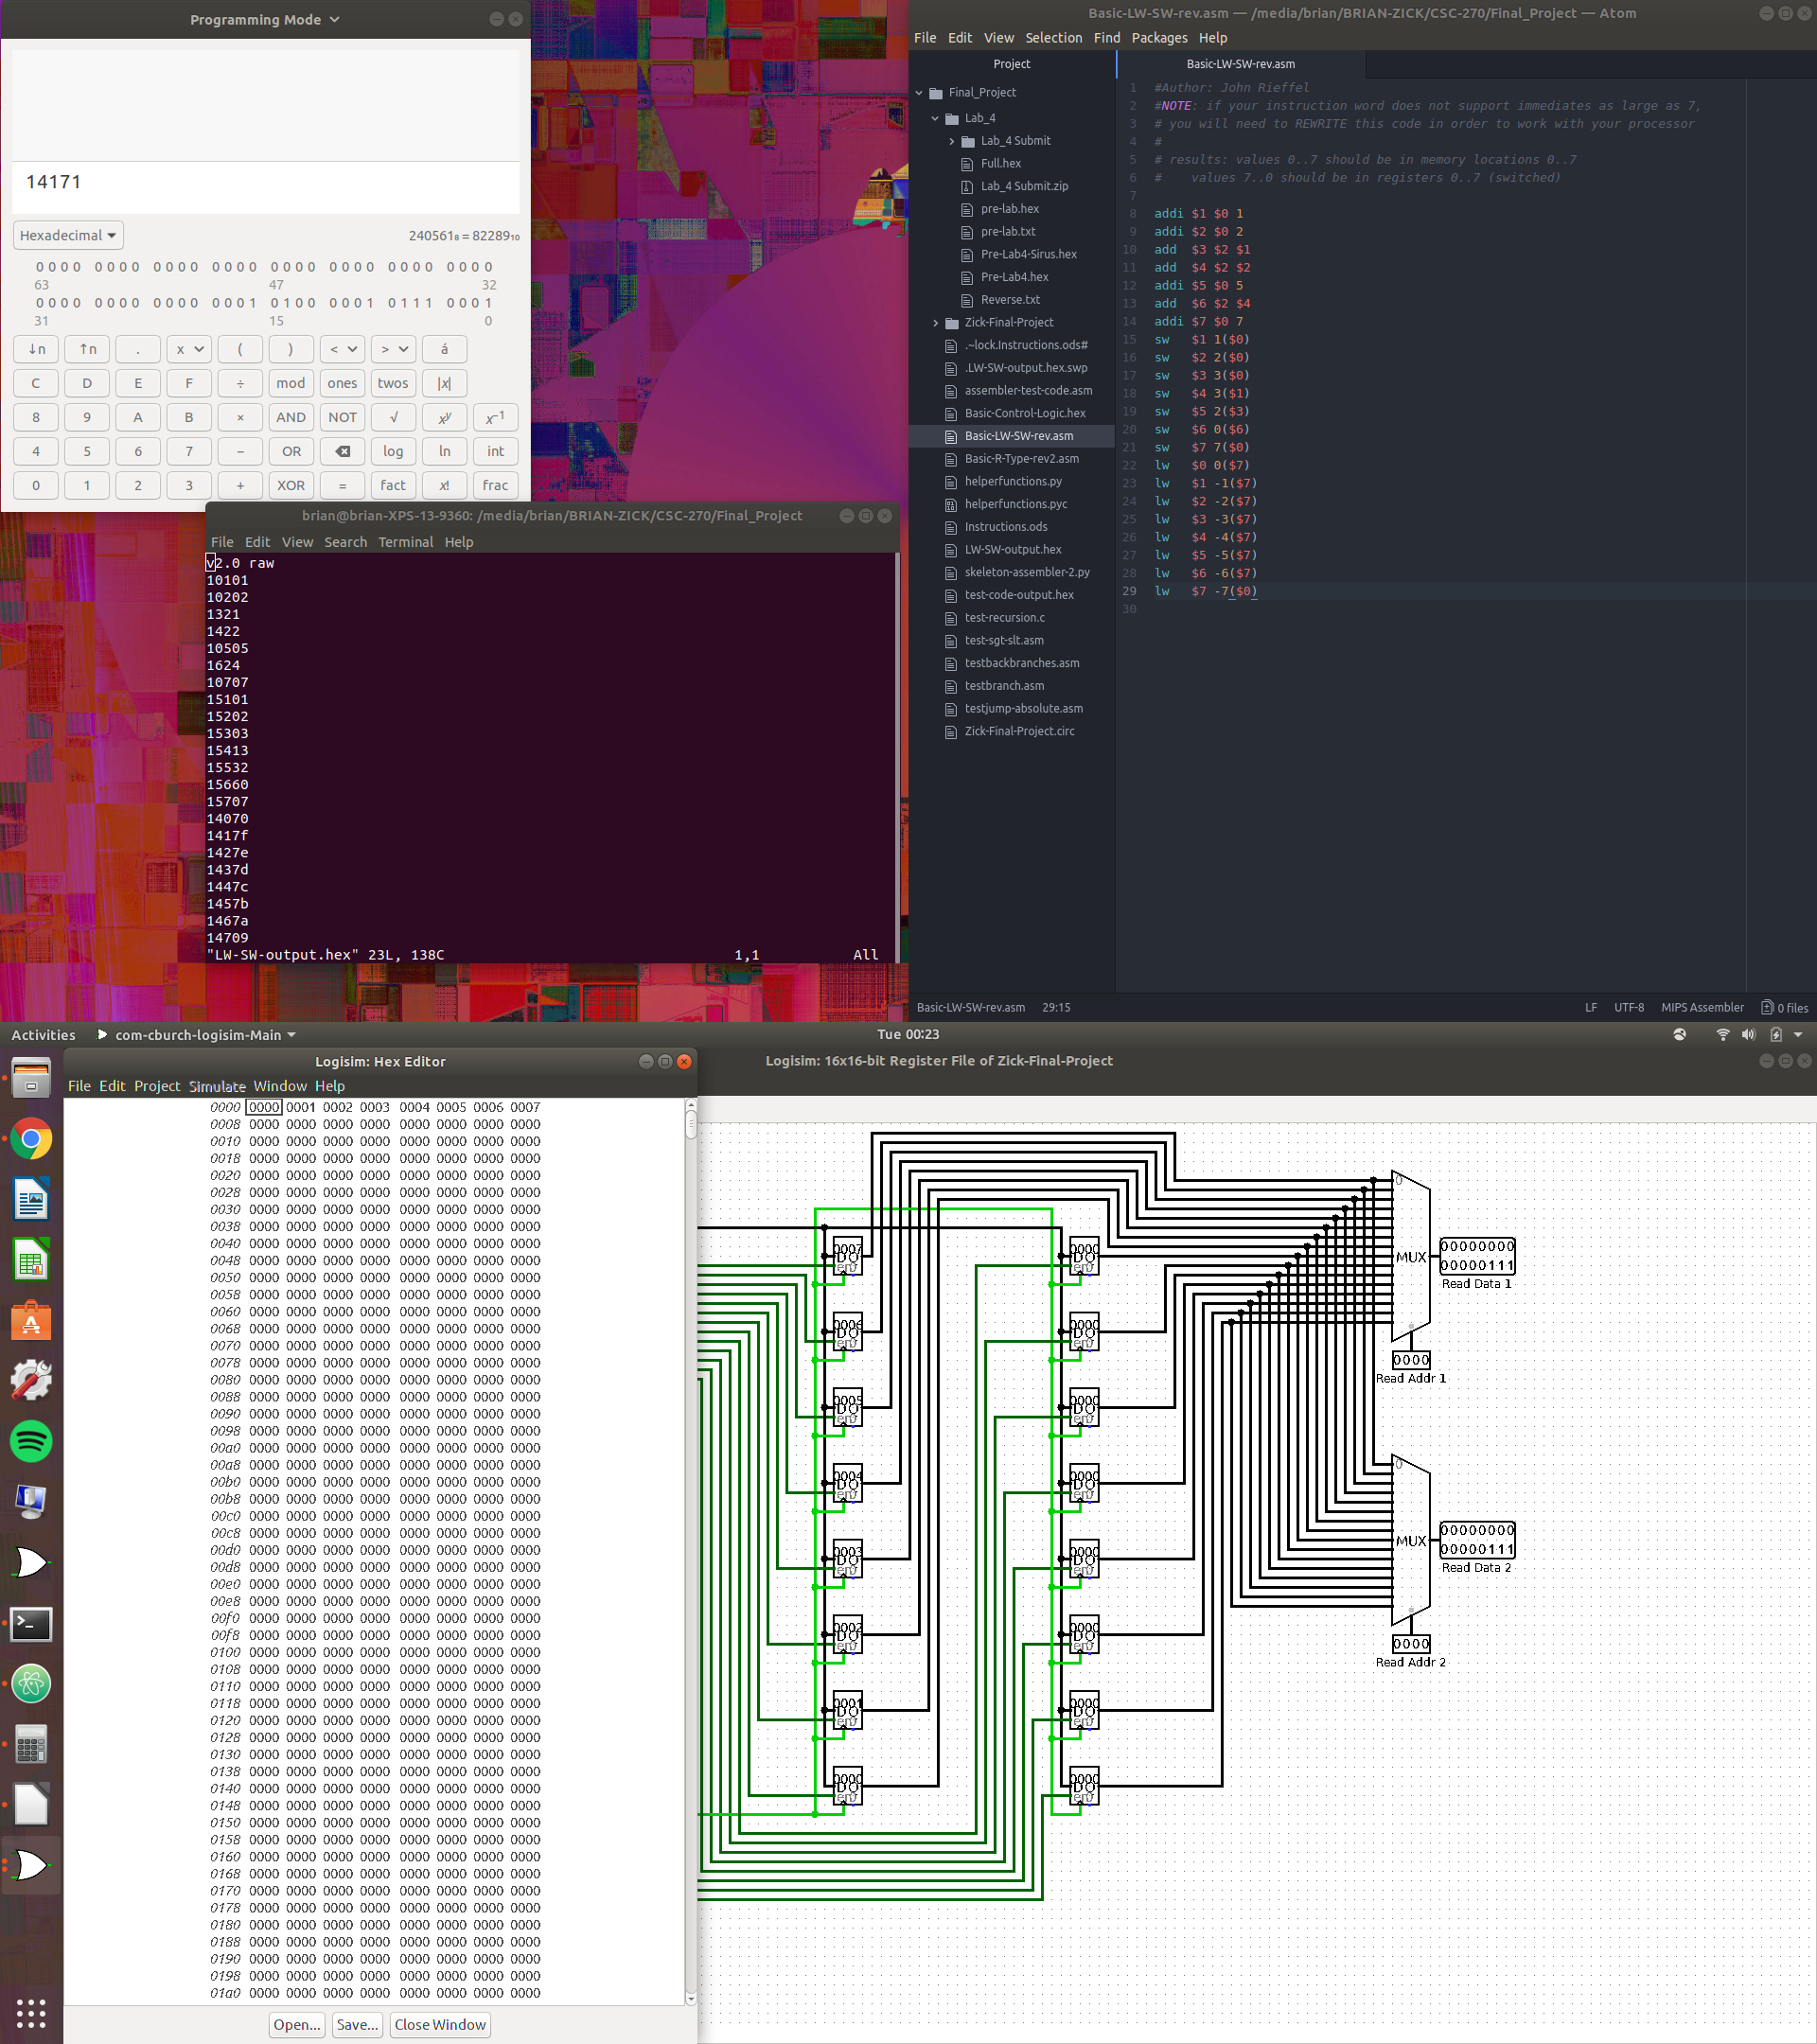 Programming Mode
14171
Hexadecimal
240561₈ = 82289₁₀
0000 0000 0000 0000 0000 0000 0000 0000
63 47 32
0000 0000 0000 0001 0100 0001 0111 0001
31 15 0
↓n ↑n . x ( ) < > á
C D E F ÷ mod ones twos |x|
8 9 A B × AND NOT √ xʸ x⁻¹
4 5 6 7 − OR log ln int
0 1 2 3 + XOR = fact x! frac
Basic-LW-SW-rev.asm — /media/brian/BRIAN-ZICK/CSC-270/Final_Project — Atom
File Edit View Selection Find Packages Help
Project
Final_Project
Lab_4
Lab_4 Submit
Full.hex
Lab_4 Submit.zip
pre-lab.hex
pre-lab.txt
Pre-Lab4-Sirus.hex
Pre-Lab4.hex
Reverse.txt
Zick-Final-Project
.~lock.Instructions.ods#
.LW-SW-output.hex.swp
assembler-test-code.asm
Basic-Control-Logic.hex
Basic-LW-SW-rev.asm
Basic-R-Type-rev2.asm
helperfunctions.py
helperfunctions.pyc
Instructions.ods
LW-SW-output.hex
skeleton-assembler-2.py
test-code-output.hex
test-recursion.c
test-sgt-slt.asm
testbackbranches.asm
testbranch.asm
testjump-absolute.asm
Zick-Final-Project.circ
Basic-LW-SW-rev.asm
1 #Author: John Rieffel
2 #NOTE: if your instruction word does not support immediates as large as 7,
3 # you will need to REWRITE this code in order to work with your processor
4 #
5 # results: values 0..7 should be in memory locations 0..7
6 #    values 7..0 should be in registers 0..7 (switched)
7
8 addi $1 $0 1
9 addi $2 $0 2
10 add  $3 $2 $1
11 add  $4 $2 $2
12 addi $5 $0 5
13 add  $6 $2 $4
14 addi $7 $0 7
15 sw   $1 1($0)
16 sw   $2 2($0)
17 sw   $3 3($0)
18 sw   $4 3($1)
19 sw   $5 2($3)
20 sw   $6 0($6)
21 sw   $7 7($0)
22 lw   $0 0($7)
23 lw   $1 -1($7)
24 lw   $2 -2($7)
25 lw   $3 -3($7)
26 lw   $4 -4($7)
27 lw   $5 -5($7)
28 lw   $6 -6($7)
29 lw   $7 -7($0)
30
Basic-LW-SW-rev.asm 29:15 LF UTF-8 MIPS Assembler 0 files
brian@brian-XPS-13-9360: /media/brian/BRIAN-ZICK/CSC-270/Final_Project
File Edit View Search Terminal Help
v2.0 raw
10101
10202
1321
1422
10505
1624
10707
15101
15202
15303
15413
15532
15660
15707
14070
1417f
1427e
1437d
1447c
1457b
1467a
14709
"LW-SW-output.hex" 23L, 138C 1,1 All
Activities com-cburch-logisim-Main Tue 00:23
Logisim: Hex Editor
File Edit Project Simulate Window Help
0000 0000 0001 0002 0003 0004 0005 0006 0007
0008 0000 0000 0000 0000 0000 0000 0000 0000
0010 0000 0000 0000 0000 0000 0000 0000 0000
0018 0000 0000 0000 0000 0000 0000 0000 0000
0020 0000 0000 0000 0000 0000 0000 0000 0000
0028 0000 0000 0000 0000 0000 0000 0000 0000
0030 0000 0000 0000 0000 0000 0000 0000 0000
0038 0000 0000 0000 0000 0000 0000 0000 0000
0040 0000 0000 0000 0000 0000 0000 0000 0000
0048 0000 0000 0000 0000 0000 0000 0000 0000
0050 0000 0000 0000 0000 0000 0000 0000 0000
0058 0000 0000 0000 0000 0000 0000 0000 0000
0060 0000 0000 0000 0000 0000 0000 0000 0000
0068 0000 0000 0000 0000 0000 0000 0000 0000
0070 0000 0000 0000 0000 0000 0000 0000 0000
0078 0000 0000 0000 0000 0000 0000 0000 0000
0080 0000 0000 0000 0000 0000 0000 0000 0000
0088 0000 0000 0000 0000 0000 0000 0000 0000
0090 0000 0000 0000 0000 0000 0000 0000 0000
0098 0000 0000 0000 0000 0000 0000 0000 0000
00a0 0000 0000 0000 0000 0000 0000 0000 0000
00a8 0000 0000 0000 0000 0000 0000 0000 0000
00b0 0000 0000 0000 0000 0000 0000 0000 0000
00b8 0000 0000 0000 0000 0000 0000 0000 0000
00c0 0000 0000 0000 0000 0000 0000 0000 0000
00c8 0000 0000 0000 0000 0000 0000 0000 0000
00d0 0000 0000 0000 0000 0000 0000 0000 0000
00d8 0000 0000 0000 0000 0000 0000 0000 0000
00e0 0000 0000 0000 0000 0000 0000 0000 0000
00e8 0000 0000 0000 0000 0000 0000 0000 0000
00f0 0000 0000 0000 0000 0000 0000 0000 0000
00f8 0000 0000 0000 0000 0000 0000 0000 0000
0100 0000 0000 0000 0000 0000 0000 0000 0000
0108 0000 0000 0000 0000 0000 0000 0000 0000
0110 0000 0000 0000 0000 0000 0000 0000 0000
0118 0000 0000 0000 0000 0000 0000 0000 0000
0120 0000 0000 0000 0000 0000 0000 0000 0000
0128 0000 0000 0000 0000 0000 0000 0000 0000
0130 0000 0000 0000 0000 0000 0000 0000 0000
0138 0000 0000 0000 0000 0000 0000 0000 0000
0140 0000 0000 0000 0000 0000 0000 0000 0000
0148 0000 0000 0000 0000 0000 0000 0000 0000
0150 0000 0000 0000 0000 0000 0000 0000 0000
0158 0000 0000 0000 0000 0000 0000 0000 0000
0160 0000 0000 0000 0000 0000 0000 0000 0000
0168 0000 0000 0000 0000 0000 0000 0000 0000
0170 0000 0000 0000 0000 0000 0000 0000 0000
0178 0000 0000 0000 0000 0000 0000 0000 0000
0180 0000 0000 0000 0000 0000 0000 0000 0000
0188 0000 0000 0000 0000 0000 0000 0000 0000
0190 0000 0000 0000 0000 0000 0000 0000 0000
0198 0000 0000 0000 0000 0000 0000 0000 0000
01a0 0000 0000 0000 0000 0000 0000 0000 0000
Open... Save... Close Window
Logisim: 16x16-bit Register File of Zick-Final-Project
0007 0000
D Q D Q
en en
0006 0000
D Q D Q
en en
0005 0000
D Q D Q
en en
0004 0000
D Q D Q
en en
0003 0000
D Q D Q
en en
0002 0000
D Q D Q
en en
0001 0000
D Q D Q
en en
0000 0000
D Q D Q
en en
0
MUX
00000000
00000111
Read Data 1
0000
Read Addr 1
0
MUX
00000000
00000111
Read Data 2
0000
Read Addr 2